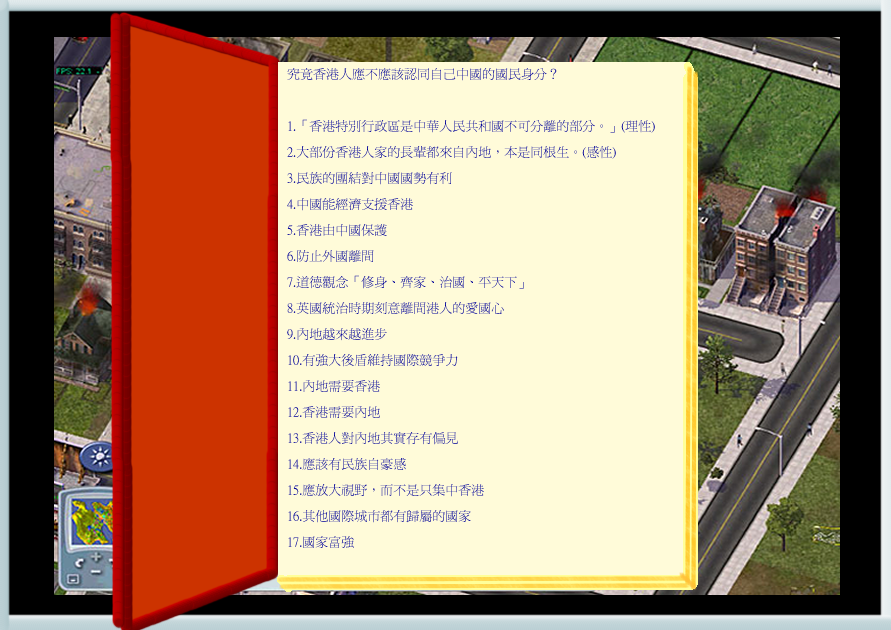 FPS: 22.1
究竟香港人應不應該認同自己中國的國民身分？
1.「香港特別行政區是中華人民共和國不可分離的部分。」(理性)
2.大部份香港人家的長輩都來自內地，本是同根生。(感性)
3.民族的團結對中國國勢有利
4.中國能經濟支援香港
5.香港由中國保護
6.防止外國離間
7.道德觀念「修身、齊家、治國、平天下」
8.英國統治時期刻意離間港人的愛國心
9.內地越來越進步
10.有強大後盾維持國際競爭力
11.內地需要香港
12.香港需要內地
13.香港人對內地其實存有偏見
14.應該有民族自豪感
15.應放大視野，而不是只集中香港
16.其他國際城市都有歸屬的國家
17.國家富強